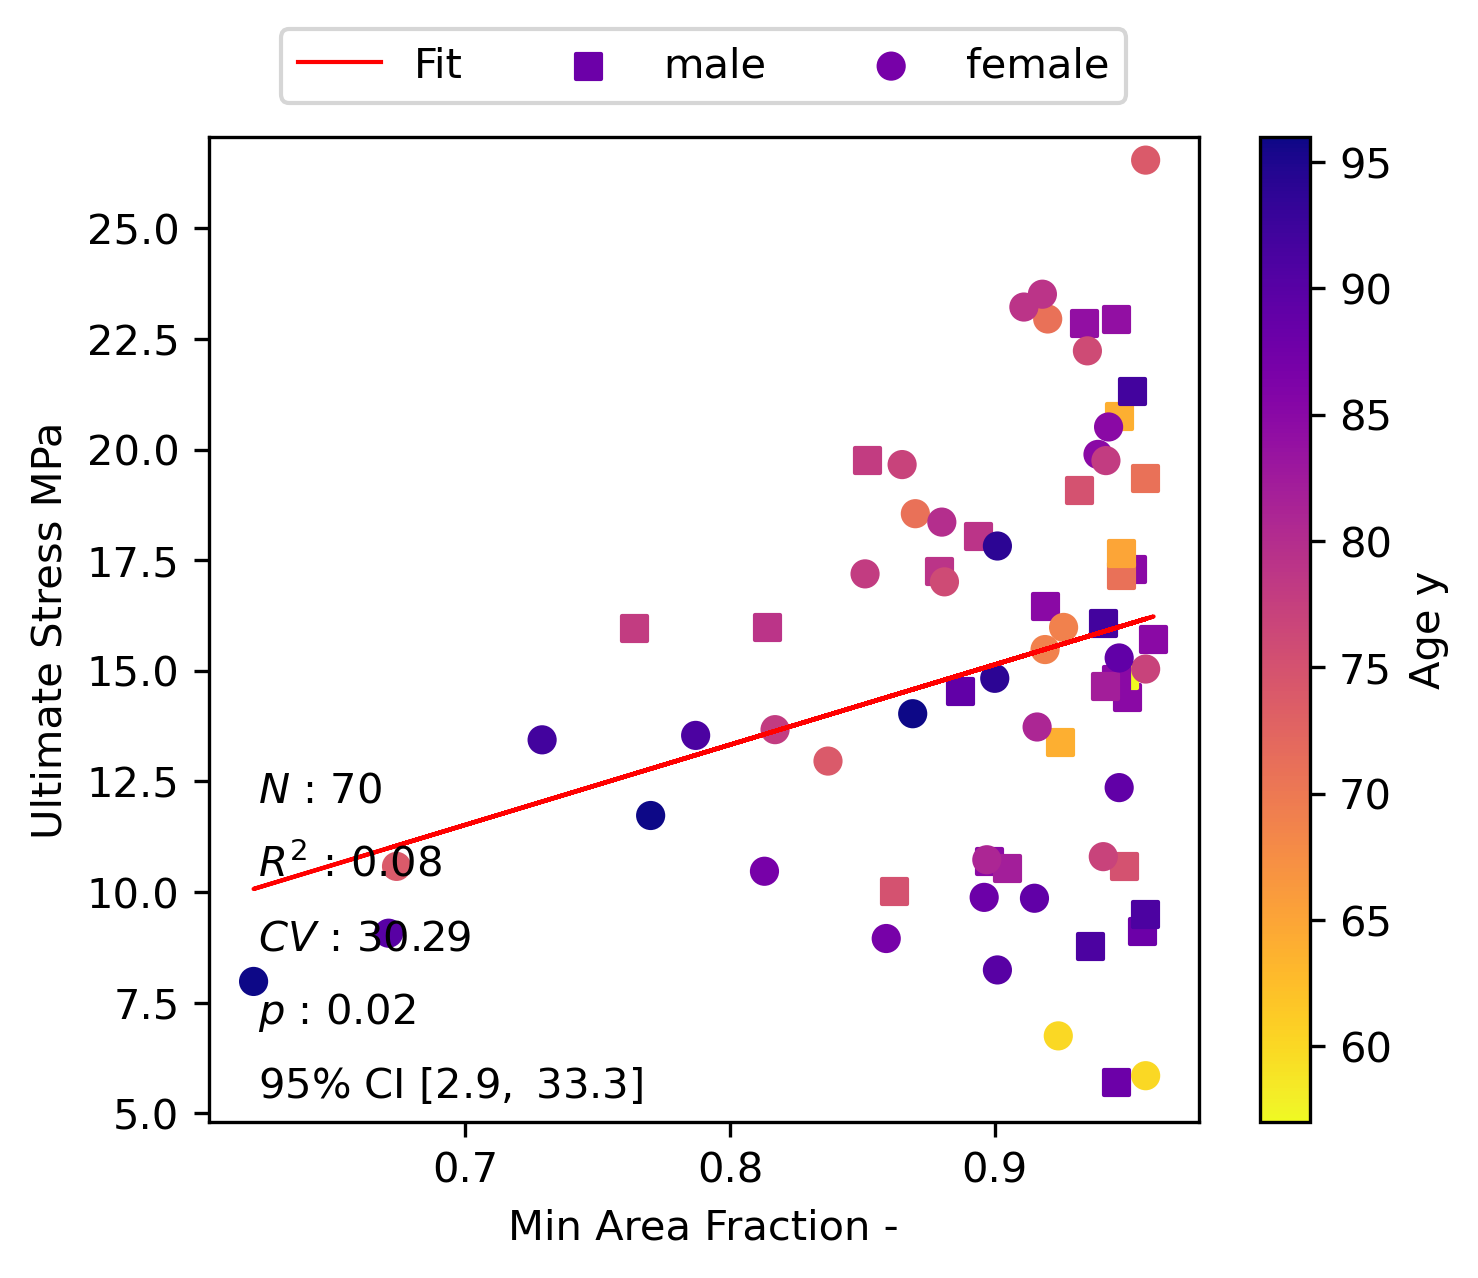 Fit male female
25.0
22.5
20.0
17.5
15.0
12.5
10.0
7.5
5.0
Ultimate Stress MPa
N : 70
R² : 0.08
CV : 30.29
p : 0.02
95% CI [2.9, 33.3]
0.7 0.8 0.9
Min Area Fraction -
95
90
85
80
75
70
65
60
Age y